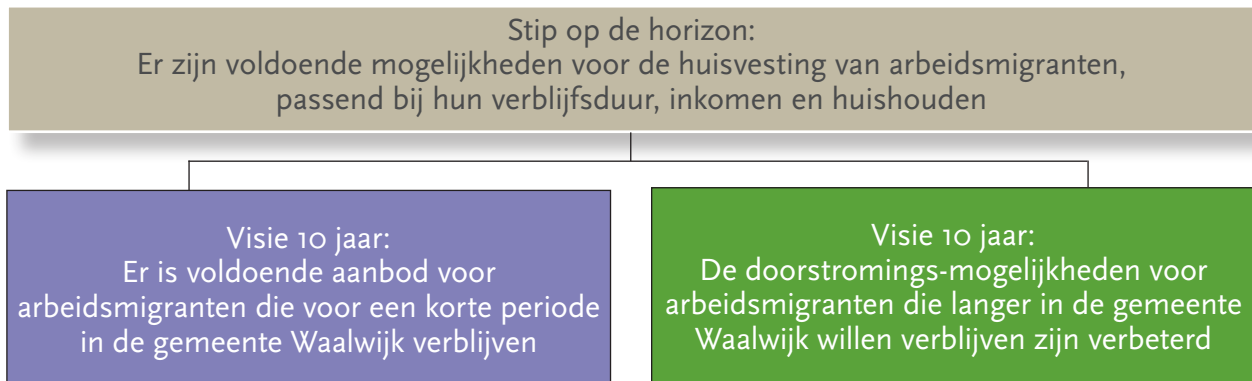 Stip op de horizon:
Er zijn voldoende mogelijkheden voor de huisvesting van arbeidsmigranten,
passend bij hun verblijfsduur, inkomen en huishouden
Visie 10 jaar:
Er is voldoende aanbod voor
arbeidsmigranten die voor een korte periode
in de gemeente Waalwijk verblijven
Visie 10 jaar:
De doorstromings-mogelijkheden voor
arbeidsmigranten die langer in de gemeente
Waalwijk willen verblijven zijn verbeterd